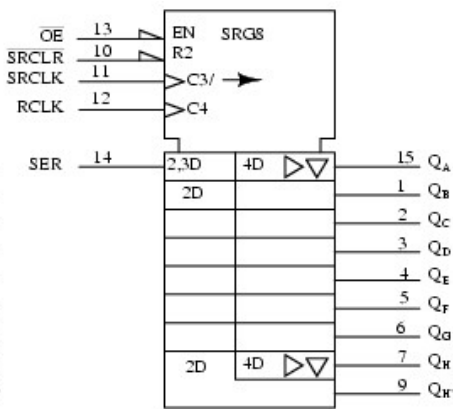 OE 13 EN SRG8
SRCLR 10 R2
SRCLK 11 C3/
RCLK 12 C4
SER 14 2,3D 4D 15 QA
2D 1 QB
2 QC
3 QD
4 QE
5 QF
6 QG
2D 4D 7 QH
9 QH'